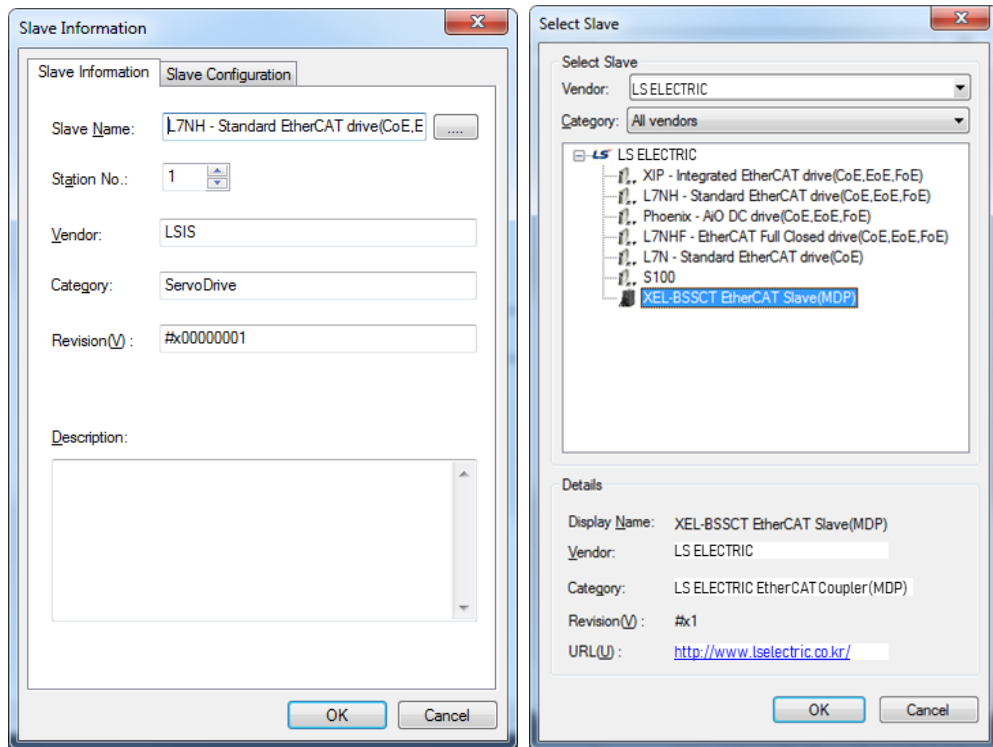 Slave Information
Slave Information
Slave Configuration
Slave Name:
L7NH - Standard EtherCAT drive(CoE,E
....
Station No.:
1
Vendor:
LSIS
Category:
ServoDrive
Revision(V) :
#x00000001
Description:
OK
Cancel
Select Slave
Select Slave
Vendor:
LS ELECTRIC
Category:
All vendors
LS LS ELECTRIC
XIP - Integrated EtherCAT drive(CoE,EoE,FoE)
L7NH - Standard EtherCAT drive(CoE,EoE,FoE)
Phoenix - AiO DC drive(CoE,EoE,FoE)
L7NHF - EtherCAT Full Closed drive(CoE,EoE,FoE)
L7N - Standard EtherCAT drive(CoE)
S100
XEL-BSSCT EtherCAT Slave(MDP)
Details
Display Name:
XEL-BSSCT EtherCAT Slave(MDP)
Vendor:
LS ELECTRIC
Category:
LS ELECTRIC EtherCAT Coupler(MDP)
Revision(V) :
#x1
URL(U) :
http://www.lselectric.co.kr/
OK
Cancel